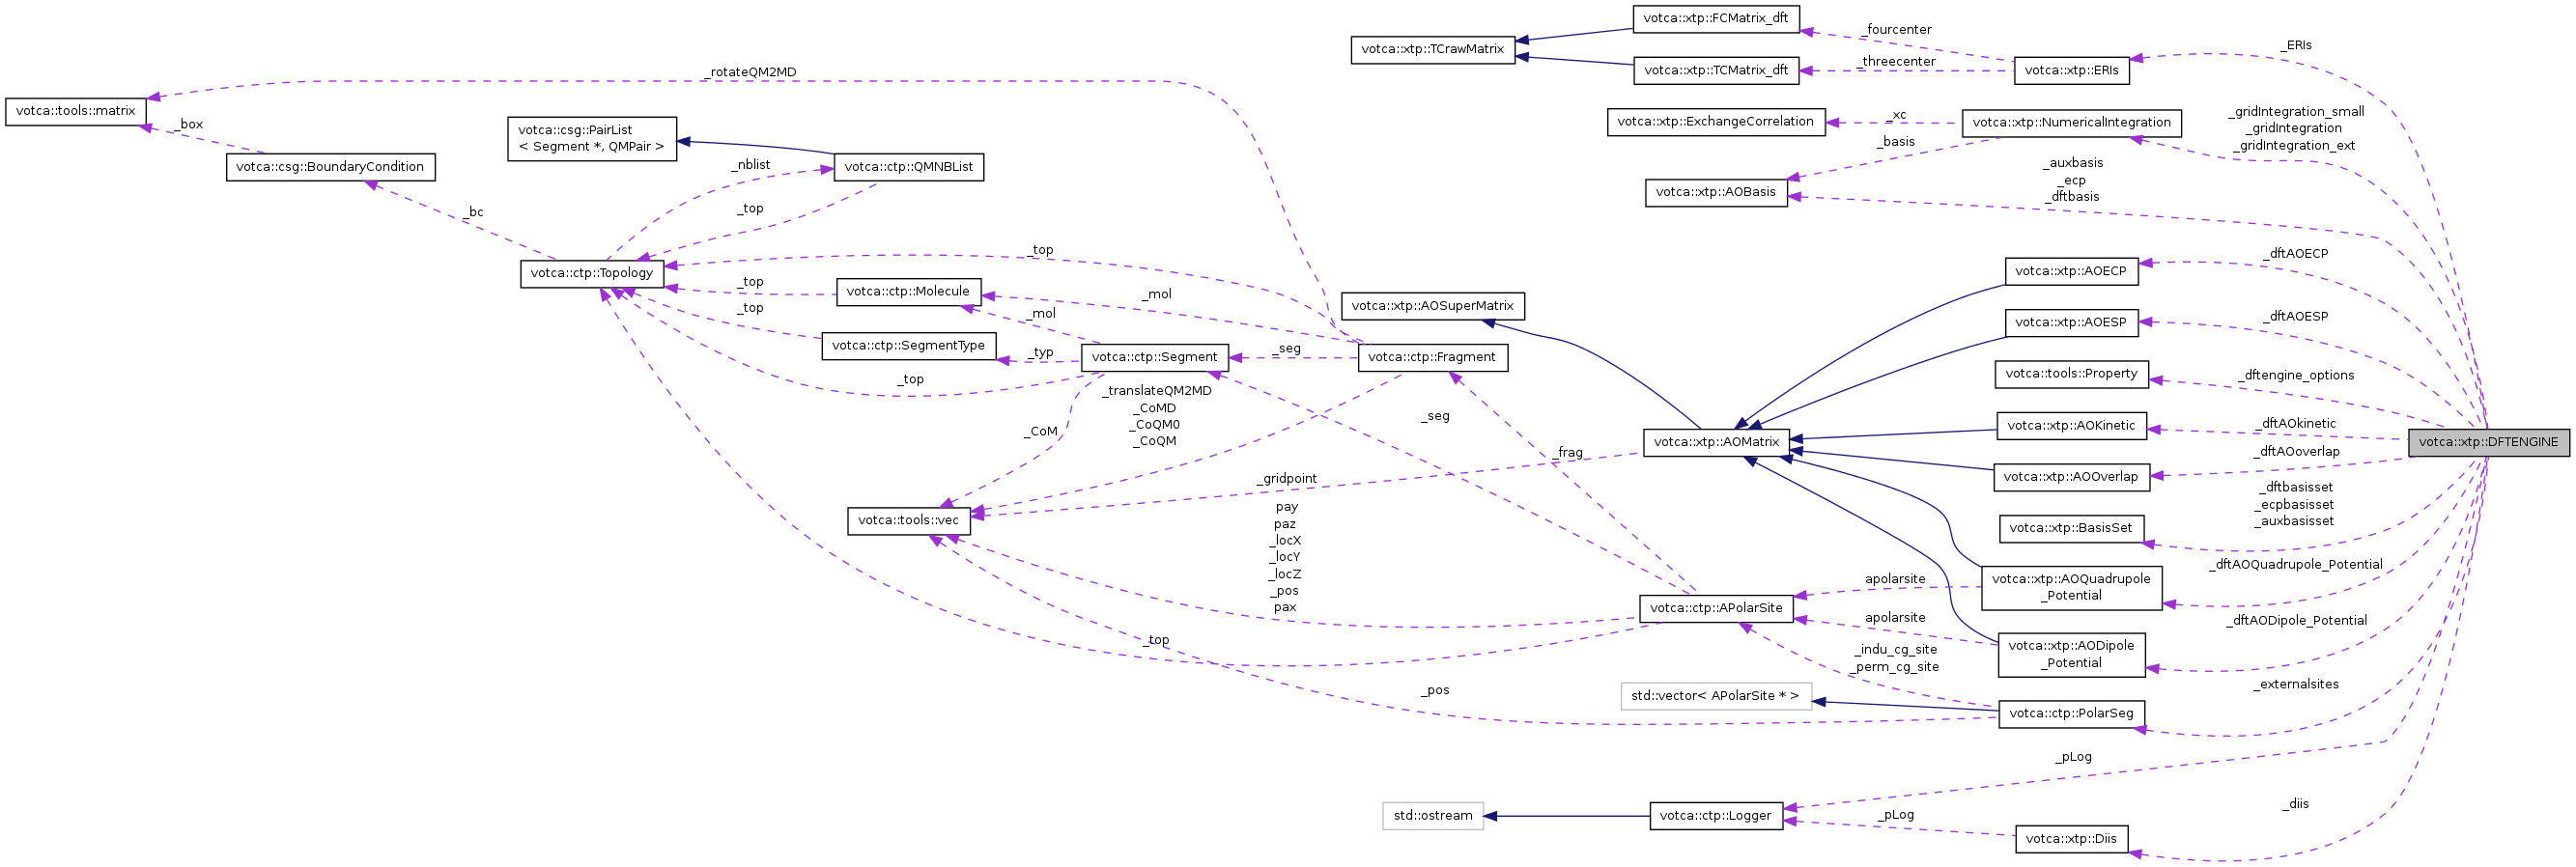 votca::xtp::FCMatrix_dft
votca::xtp::TCrawMatrix
_fourcenter
_ERIs
_rotateQM2MD
votca::xtp::TCMatrix_dft
_threecenter
votca::xtp::ERIs
votca::tools::matrix
_box
votca::csg::PairList
< Segment *, QMPair >
votca::xtp::ExchangeCorrelation
_xc
votca::xtp::NumericalIntegration
_gridIntegration_small
_gridIntegration
_gridIntegration_ext
votca::csg::BoundaryCondition
_nblist
votca::ctp::QMNBList
_basis
votca::xtp::AOBasis
_auxbasis
_ecp
_dftbasis
_bc
_top
votca::ctp::Topology
_top
votca::xtp::AOECP
_dftAOECP
_top
votca::ctp::Molecule
_mol
votca::xtp::AOSuperMatrix
_top
_mol
votca::xtp::AOESP
_dftAOESP
votca::ctp::SegmentType
_typ
votca::ctp::Segment
_seg
votca::ctp::Fragment
_top
votca::tools::Property
_dftengine_options
_translateQM2MD
_CoMD
_CoQM0
_CoQM
_CoM
_seg
_frag
votca::xtp::AOMatrix
votca::xtp::AOKinetic
_dftAOkinetic
votca::xtp::DFTENGINE
_gridpoint
votca::xtp::AOOverlap
_dftAOoverlap
votca::tools::vec
pay
paz
_locX
_locY
_locZ
_pos
pax
votca::xtp::BasisSet
_dftbasisset
_ecpbasisset
_auxbasisset
votca::ctp::APolarSite
apolarsite
votca::xtp::AOQuadrupole
_Potential
_dftAOQuadrupole_Potential
_top
apolarsite
votca::xtp::AODipole
_Potential
_dftAODipole_Potential
_indu_cg_site
_perm_cg_site
_pos
std::vector< APolarSite * >
votca::ctp::PolarSeg
_externalsites
_pLog
std::ostream
votca::ctp::Logger
_pLog
votca::xtp::Diis
_diis